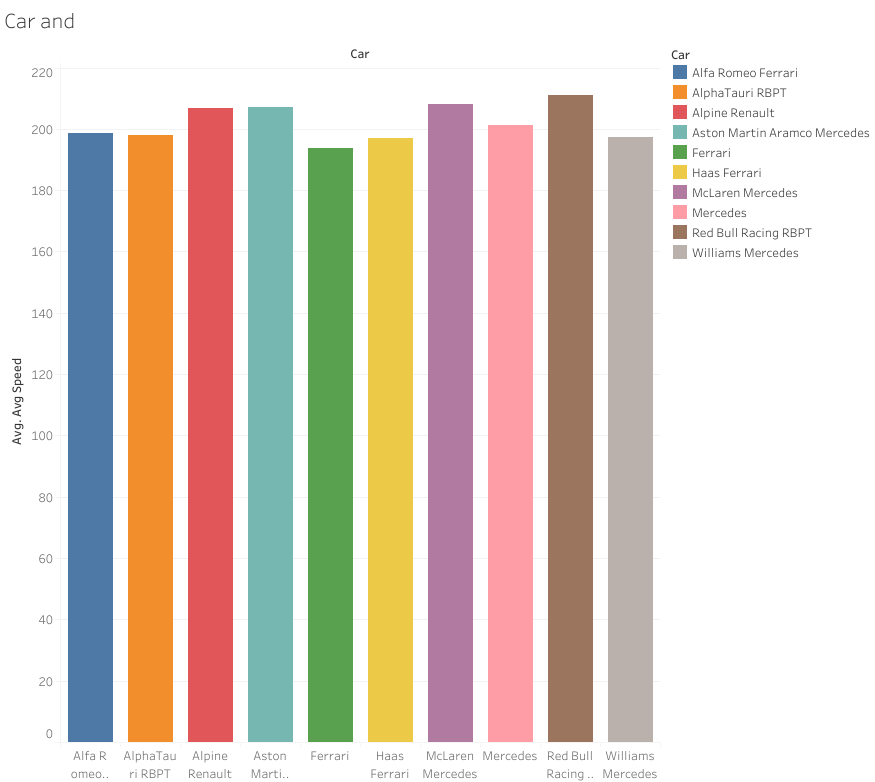 Car and
Car
220
200
180
160
140
120
100
80
60
40
20
0
Avg. Avg Speed
Alfa R
omeo..
AlphaTau
ri RBPT
Alpine
Renault
Aston
Marti..
Ferrari
Haas
Ferrari
McLaren
Mercedes
Mercedes
Red Bull
Racing ..
Williams
Mercedes
Car
Alfa Romeo Ferrari
AlphaTauri RBPT
Alpine Renault
Aston Martin Aramco Mercedes
Ferrari
Haas Ferrari
McLaren Mercedes
Mercedes
Red Bull Racing RBPT
Williams Mercedes